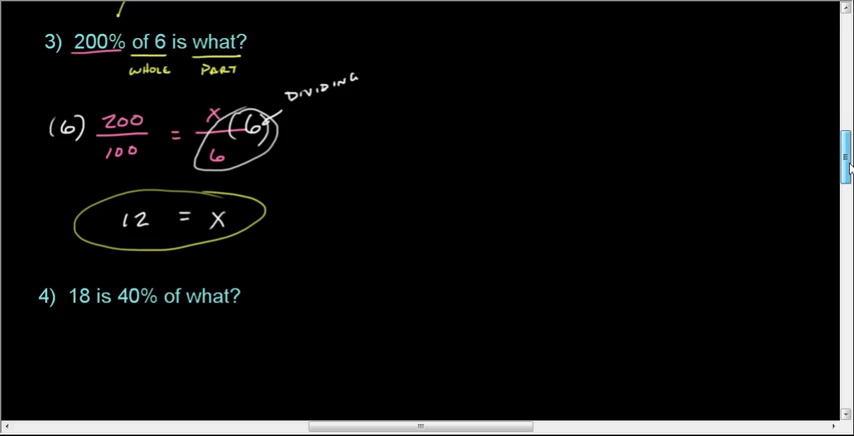 3) 200% of 6 is what?
WHOLE PART
DIVIDING
(6) 200/100 = x/6 (6)
12 = x
4) 18 is 40% of what?